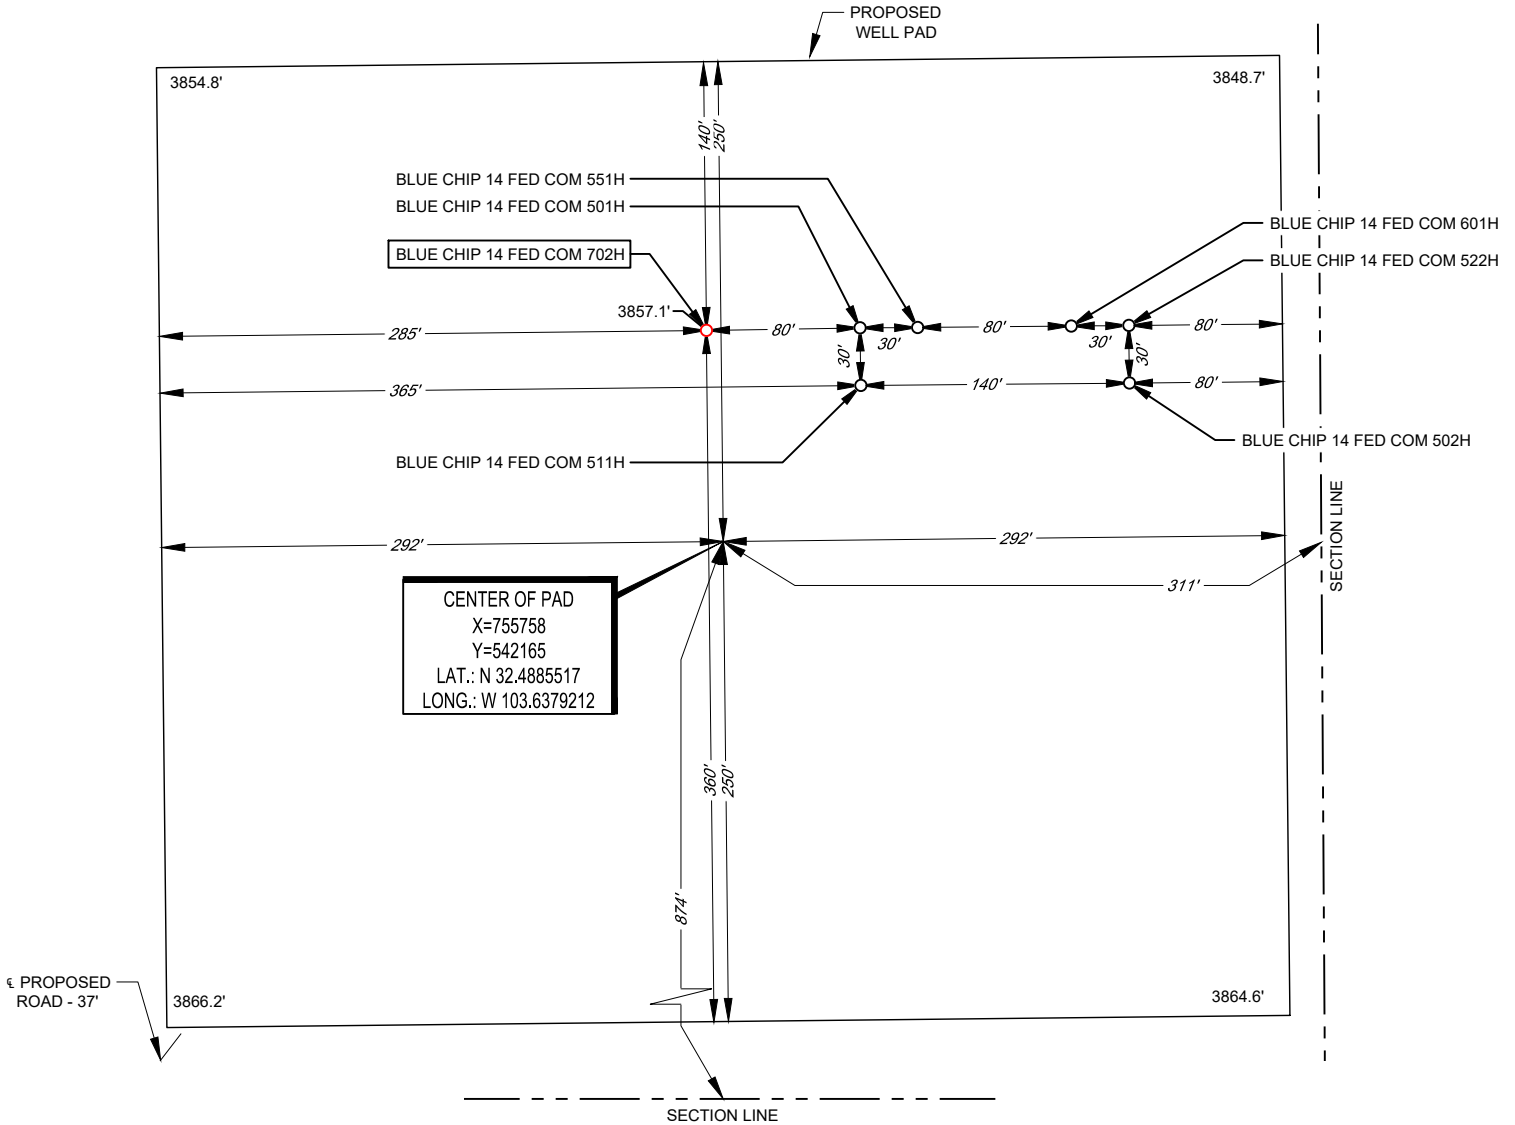 PROPOSED
WELL PAD
3854.8'
3848.7'
140'
250'
BLUE CHIP 14 FED COM 551H
BLUE CHIP 14 FED COM 501H
BLUE CHIP 14 FED COM 702H
BLUE CHIP 14 FED COM 601H
BLUE CHIP 14 FED COM 522H
3857.1'
285'
80'
30'
80'
30'
80'
30'
30'
365'
140'
80'
BLUE CHIP 14 FED COM 511H
BLUE CHIP 14 FED COM 502H
SECTION LINE
292'
292'
311'
CENTER OF PAD
X=755758
Y=542165
LAT.: N 32.4885517
LONG.: W 103.6379212
360'
250'
874'
℄ PROPOSED
ROAD - 37'
3866.2'
3864.6'
SECTION LINE